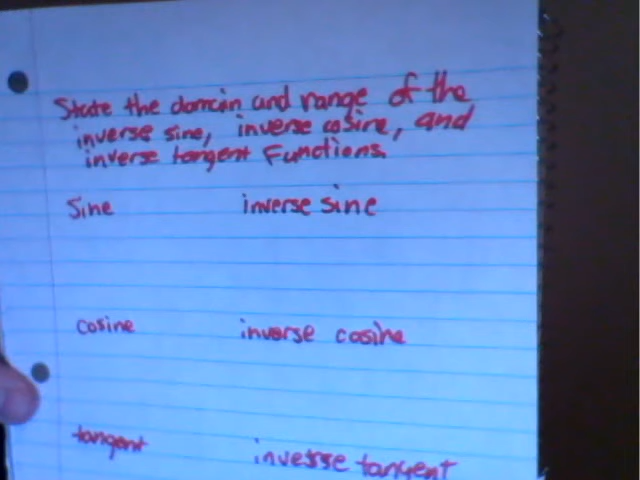 State the domain and range of the
inverse sine, inverse cosine, and
inverse tangent Functions.
Sine inverse sine
cosine inverse cosine
tangent inverse tangent